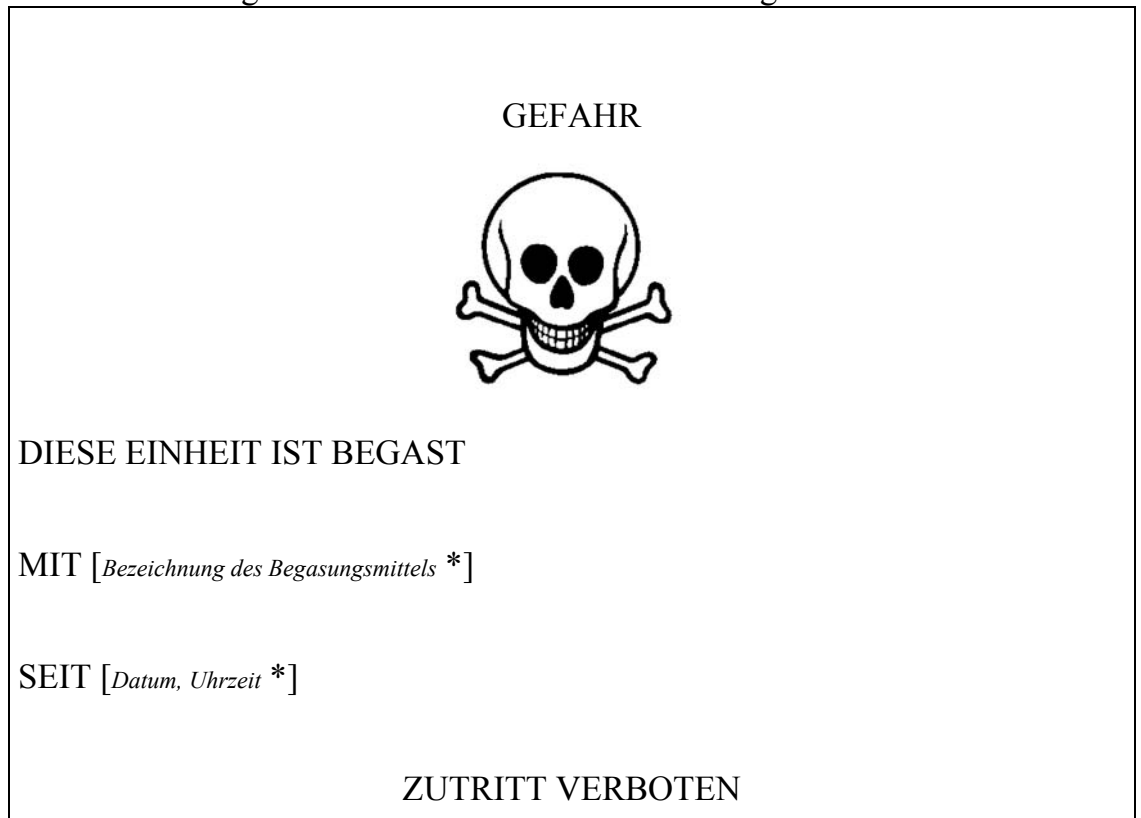 GEFAHR
DIESE EINHEIT IST BEGAST
MIT [Bezeichnung des Begasungsmittels *]
SEIT [Datum, Uhrzeit *]
ZUTRITT VERBOTEN